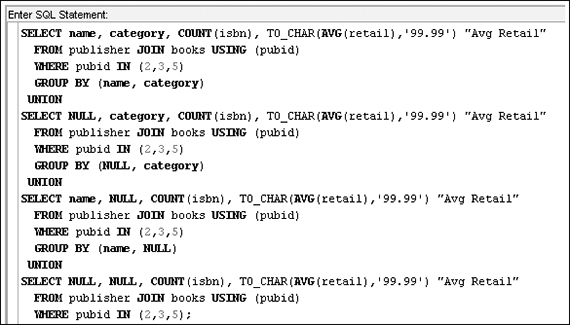 Enter SQL Statement:
SELECT name, category, COUNT(isbn), TO_CHAR(AVG(retail),'99.99') "Avg Retail"
FROM publisher JOIN books USING (pubid)
WHERE pubid IN (2,3,5)
GROUP BY (name, category)
UNION
SELECT NULL, category, COUNT(isbn), TO_CHAR(AVG(retail),'99.99') "Avg Retail"
FROM publisher JOIN books USING (pubid)
WHERE pubid IN (2,3,5)
GROUP BY (NULL, category)
UNION
SELECT name, NULL, COUNT(isbn), TO_CHAR(AVG(retail),'99.99') "Avg Retail"
FROM publisher JOIN books USING (pubid)
WHERE pubid IN (2,3,5)
GROUP BY (name, NULL)
UNION
SELECT NULL, NULL, COUNT(isbn), TO_CHAR(AVG(retail),'99.99') "Avg Retail"
FROM publisher JOIN books USING (pubid)
WHERE pubid IN (2,3,5);